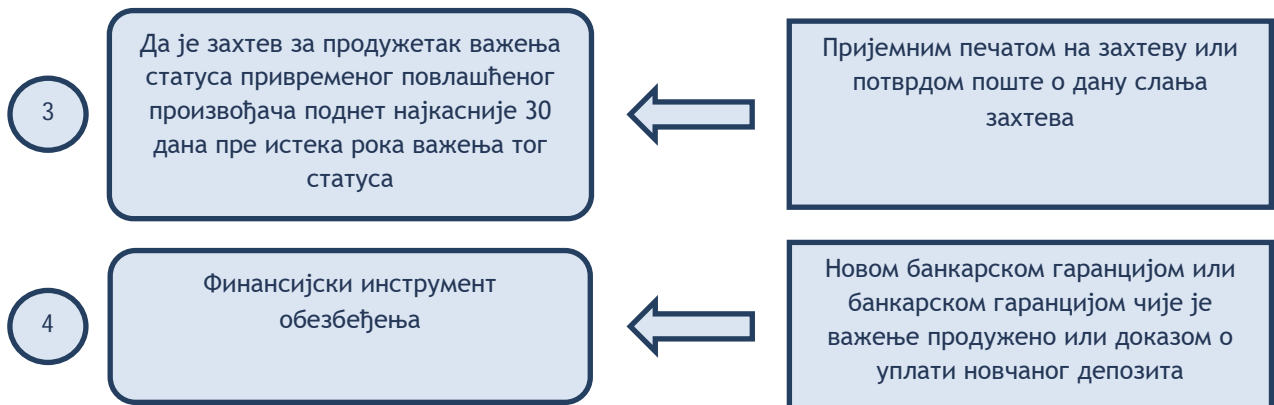 3
Да је захтев за продужетак важења
статуса привременог повлашћеног
произвођача поднет најкасније 30
дана пре истека рока важења тог
статуса
Пријемним печатом на захтеву или
потврдом поште о дану слања
захтева
4
Финансијски инструмент
обезбеђења
Новом банкарском гаранцијом или
банкарском гаранцијом чије је
важење продужено или доказом о
уплати новчаног депозита